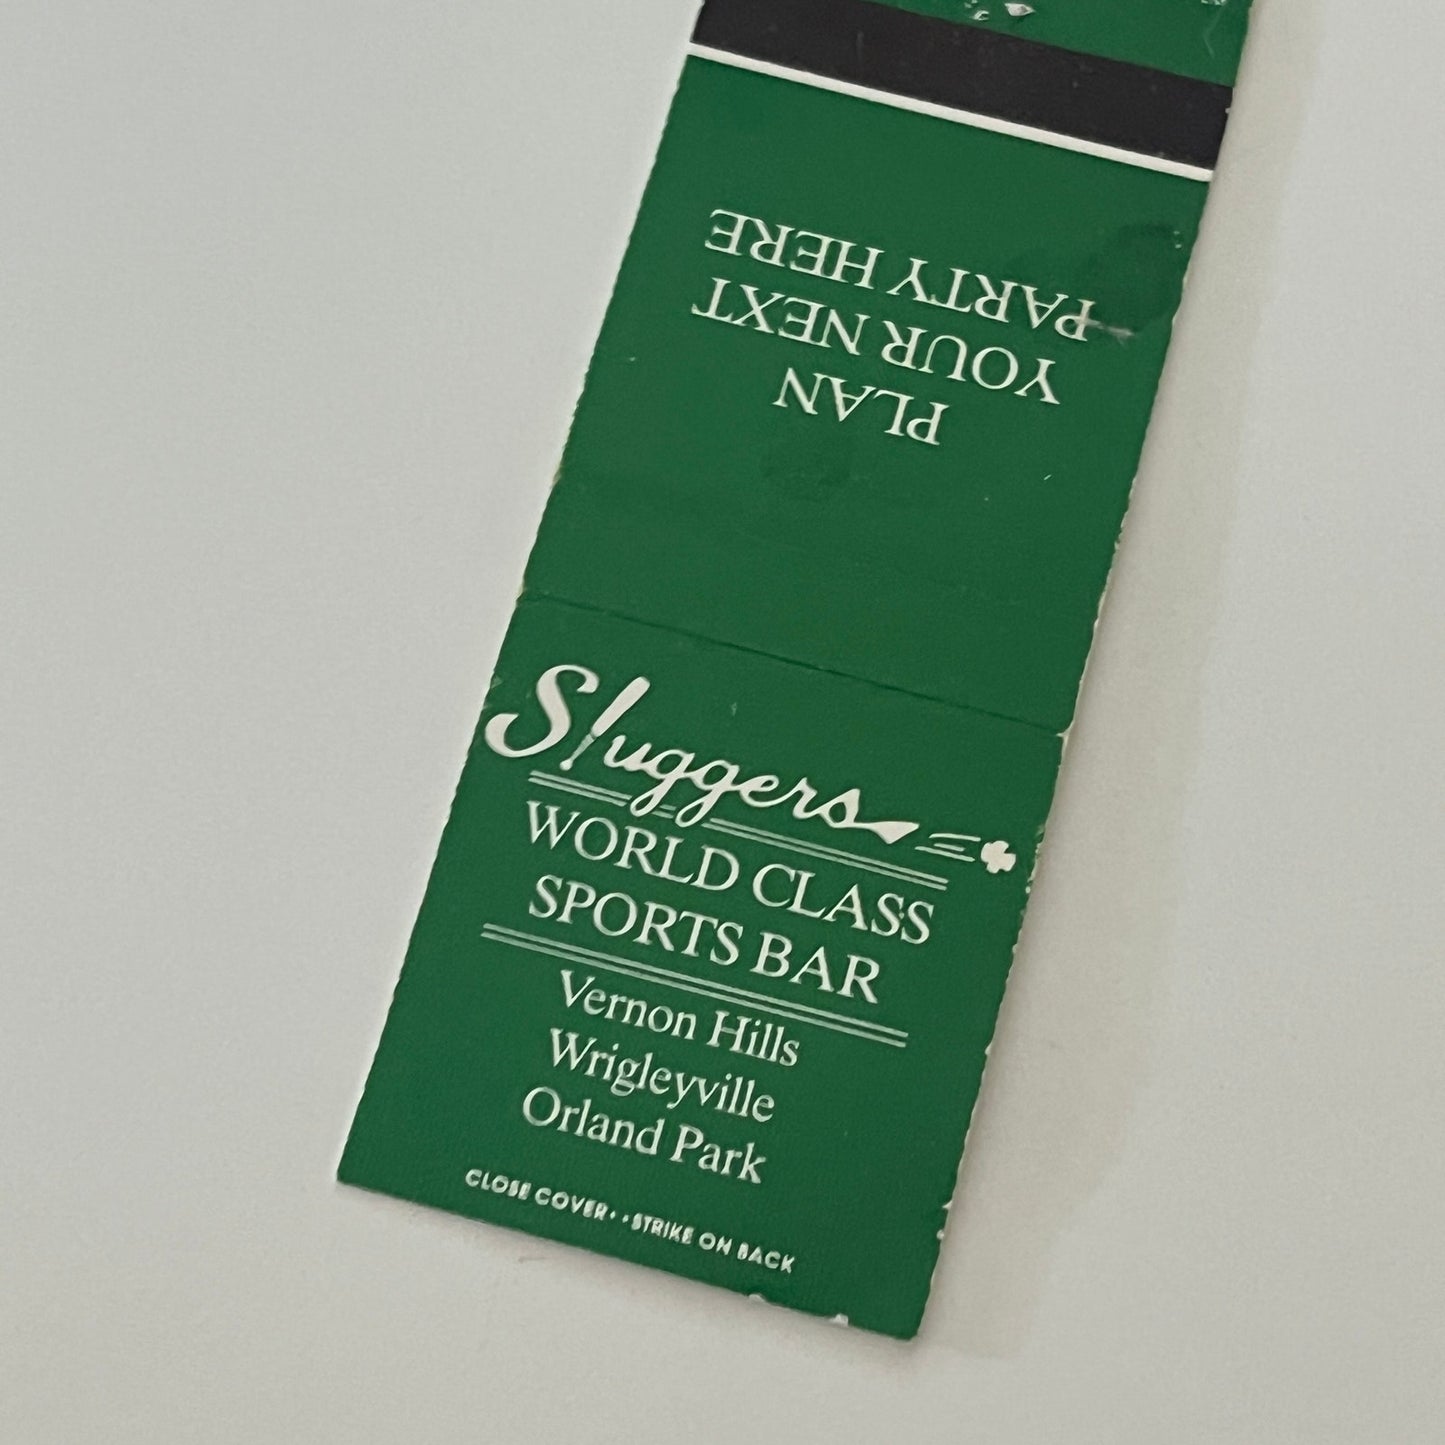 PLAN
YOUR NEXT
PARTY HERE
Sluggers
WORLD CLASS
SPORTS BAR
Vernon Hills
Wrigleyville
Orland Park
CLOSE COVER · · STRIKE ON BACK